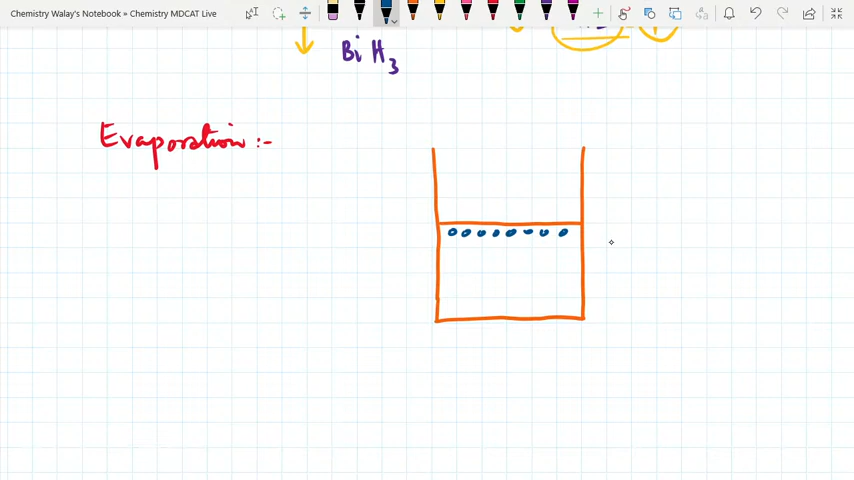 Chemistry Walay's Notebook » Chemistry MDCAT Live
BiH3
Evaporation :-